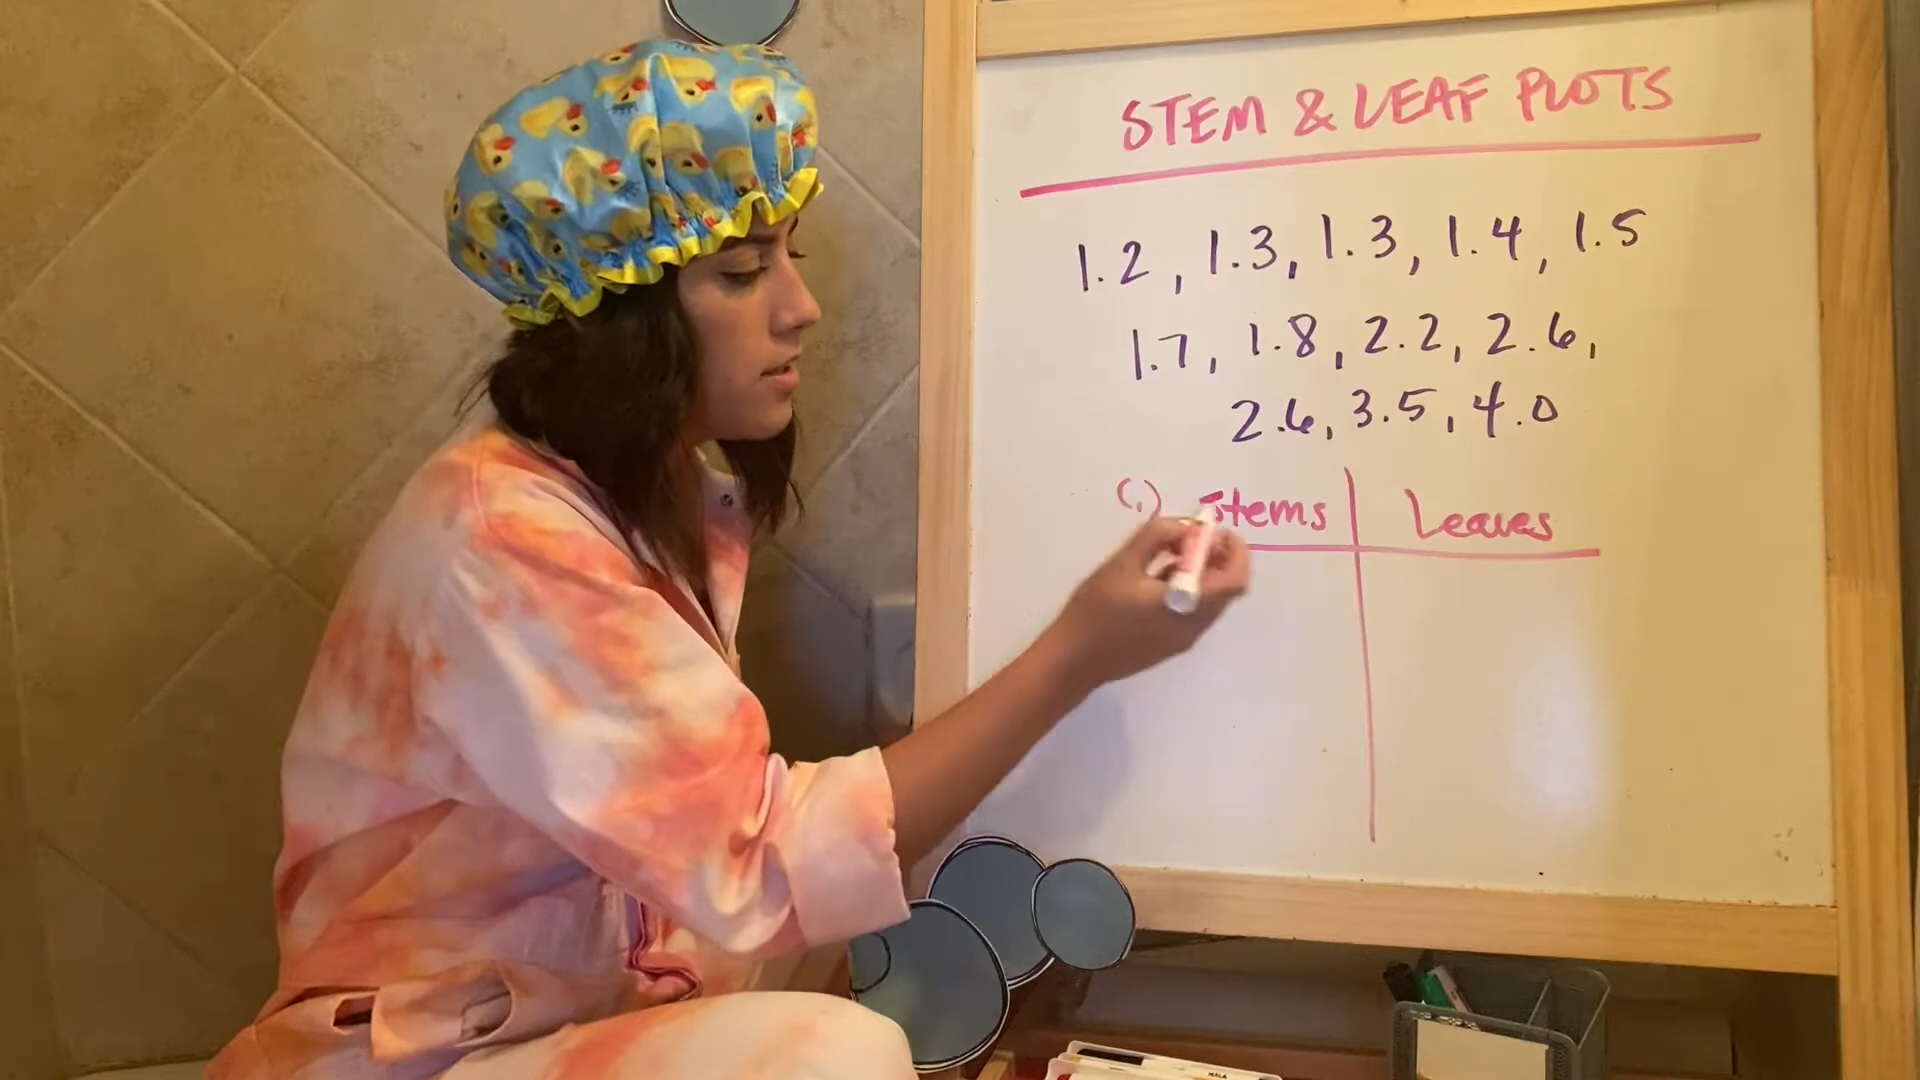 STEM & LEAF PLOTS
1.2, 1.3, 1.3, 1.4, 1.5
1.7, 1.8, 2.2, 2.6,
2.6, 3.5, 4.0
Stems Leaves
MÅLA